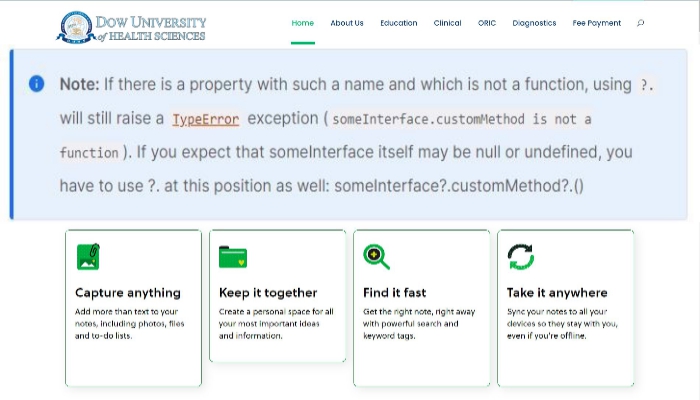 DOW UNIVERSITY
of HEALTH SCIENCES
Home About Us Education Clinical ORIC Diagnostics Fee Payment
Note: If there is a property with such a name and which is not a function, using ?.
will still raise a TypeError exception ( someInterface.customMethod is not a
function ). If you expect that someInterface itself may be null or undefined, you
have to use ?. at this position as well: someInterface?.customMethod?.()
Capture anything
Add more than text to your
notes, including photos, files
and to-do lists.
Keep it together
Create a personal space for all
your most important ideas
and information.
Find it fast
Get the right note, right away
with powerful search and
keyword tags.
Take it anywhere
Sync your notes to all your
devices so they stay with you,
even if you're offline.